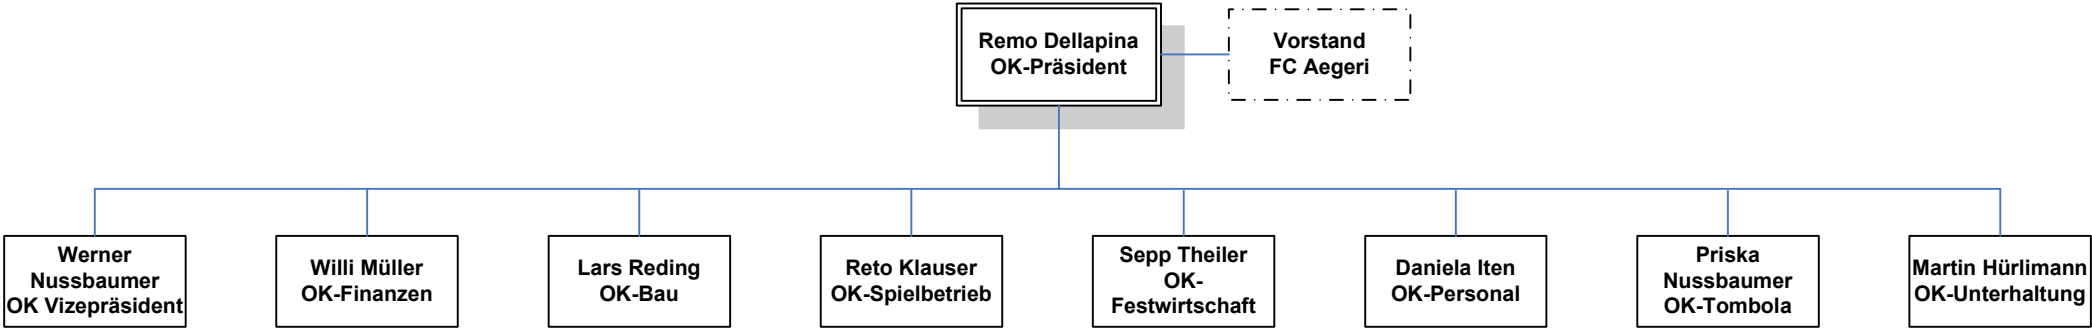 Remo Dellapina
OK-Präsident
Vorstand
FC Aegeri
Werner
Nussbaumer
OK Vizepräsident
Willi Müller
OK-Finanzen
Lars Reding
OK-Bau
Reto Klauser
OK-Spielbetrieb
Sepp Theiler
OK-
Festwirtschaft
Daniela Iten
OK-Personal
Priska
Nussbaumer
OK-Tombola
Martin Hürlimann
OK-Unterhaltung